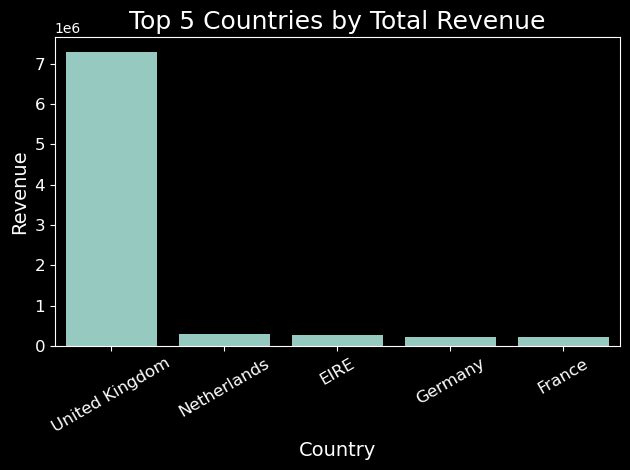 Top 5 Countries by Total Revenue
1e6
7
6
5
4
3
2
1
0
Revenue
United Kingdom
Netherlands
EIRE
Germany
France
Country